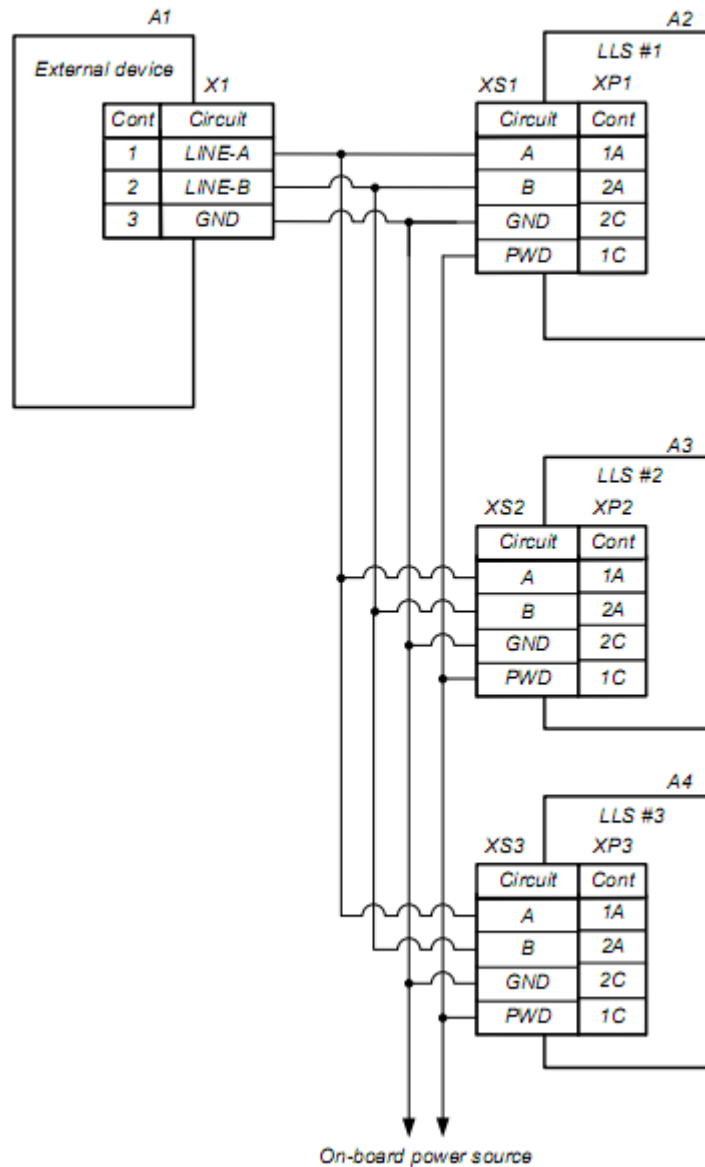 A1
External device
X1
Cont Circuit
1 LINE-A
2 LINE-B
3 GND
A2
LLS #1
XS1 XP1
Circuit Cont
A 1A
B 2A
GND 2C
PWD 1C
A3
LLS #2
XS2 XP2
Circuit Cont
A 1A
B 2A
GND 2C
PWD 1C
A4
LLS #3
XS3 XP3
Circuit Cont
A 1A
B 2A
GND 2C
PWD 1C
On-board power source